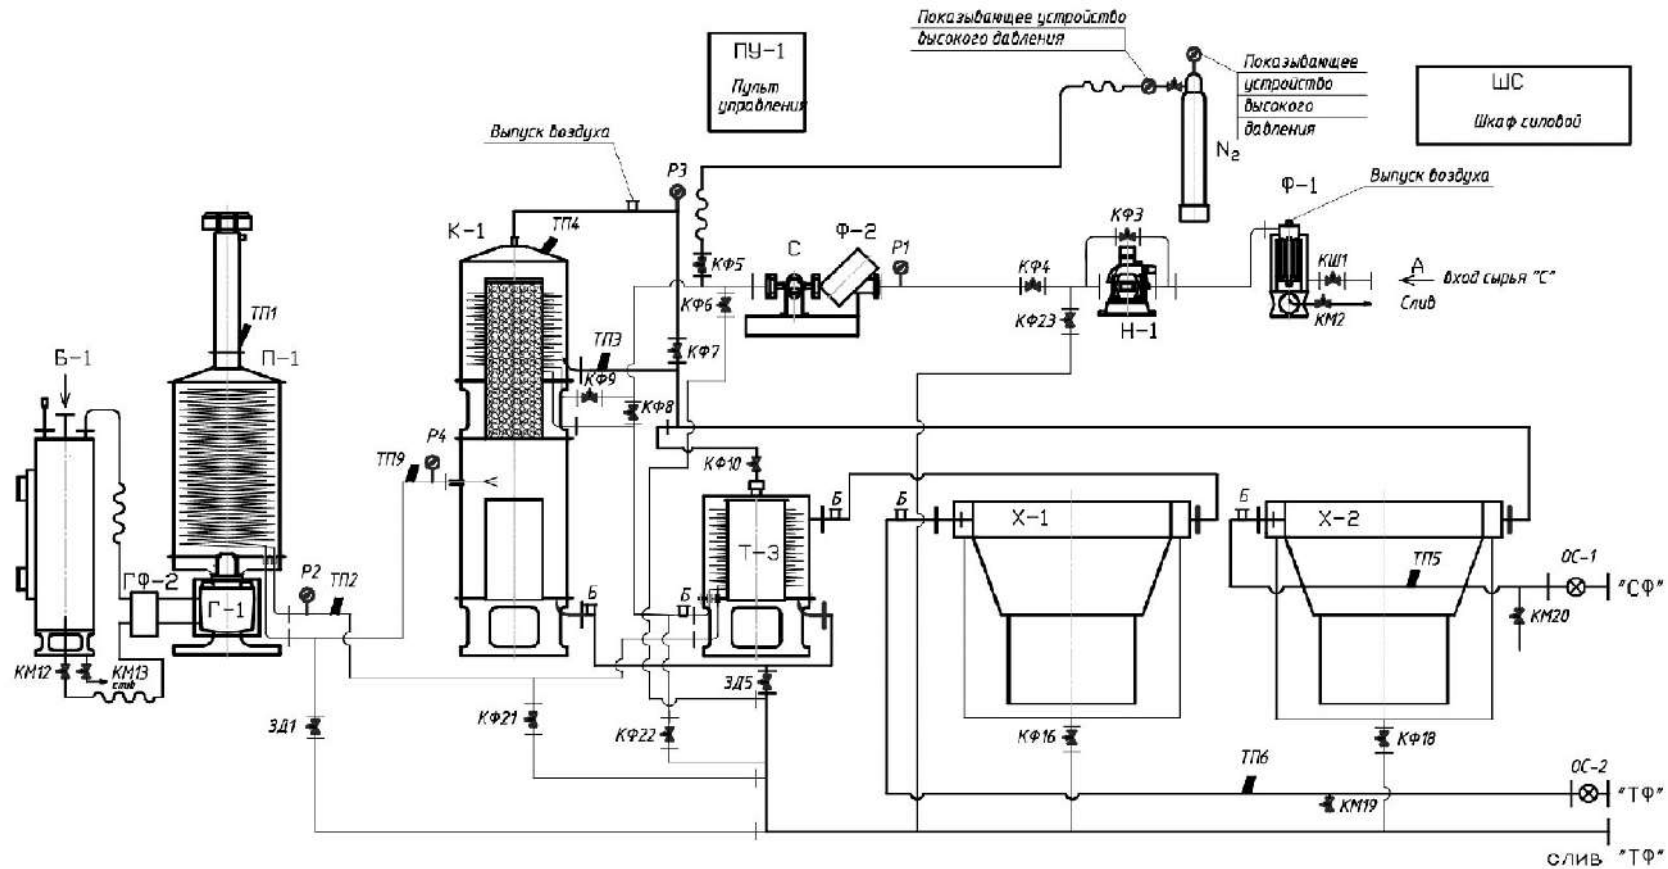 Показывающее устройство
высокого давления
ПУ-1
Пульт
управления
Показывающее
устройство
высокого
давления
N2
ШС
Шкаф силовой
Выпуск воздуха
Р3
Ф-1
Выпуск воздуха
К-1
ТП4
С
Ф-2
Р1
КФ3
КФ5
КФ4
КШ1
А
вход сырья "С"
Слив
КФ6
КФ23
Н-1
КМ2
ТП1
Б-1
П-1
ТП3
КФ7
КФ9
КФ8
Р4
ТП9
КФ10
Б
Б
Х-1
Б
Х-2
Т-3
ТП5
ОС-1
"СФ"
КМ20
ГФ-2
Г-1
Р2
ТП2
Б
Б
КМ12
КМ13
слив
ЗД5
ЗД1
КФ21
КФ22
КФ16
КФ18
ТП6
ОС-2
"ТФ"
КМ19
слив "ТФ"